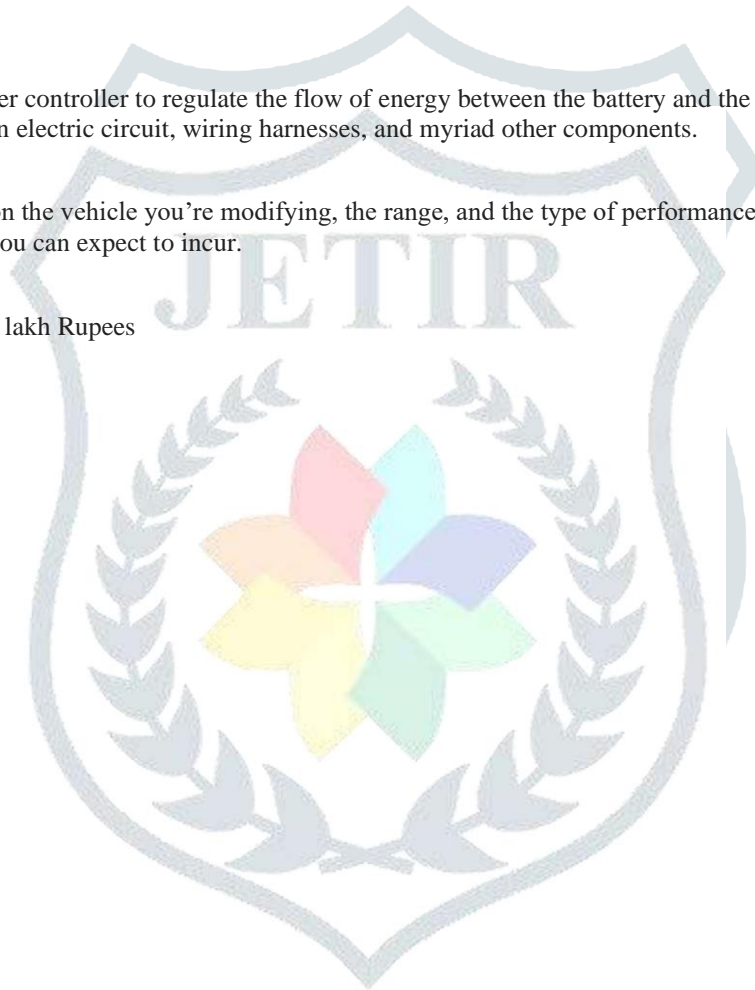 er controller to regulate the flow of energy between the battery and the
n electric circuit, wiring harnesses, and myriad other components.
on the vehicle you’re modifying, the range, and the type of performance
ou can expect to incur.
JETIR
lakh Rupees